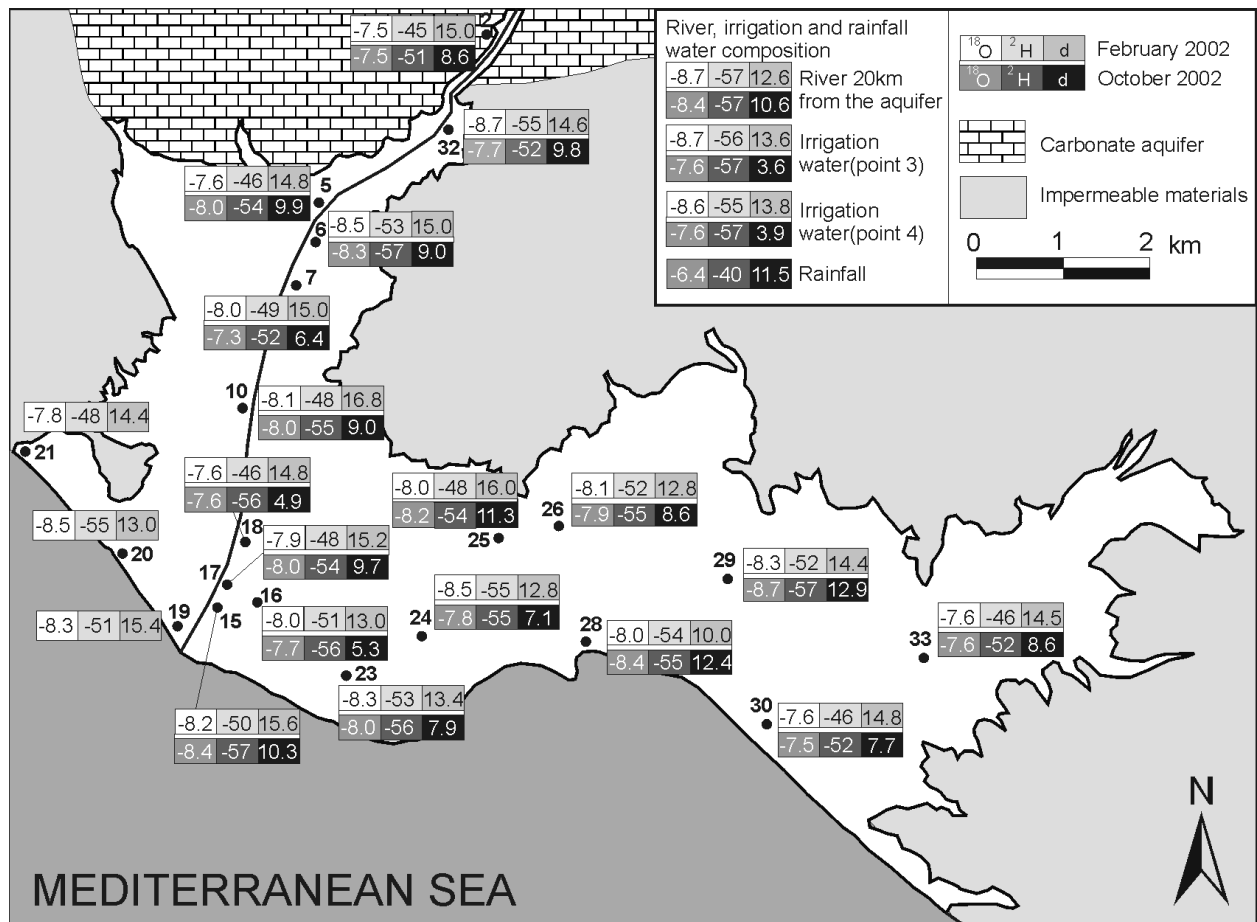 -7.5 -45 15.0
-7.5 -51 8.6
2
-8.7 -55 14.6
-7.7 -52 9.8
32
-7.6 -46 14.8
-8.0 -54 9.9
5
-8.5 -53 15.0
-8.3 -57 9.0
6
7
-8.0 -49 15.0
-7.3 -52 6.4
10
-8.1 -48 16.8
-8.0 -55 9.0
-7.8 -48 14.4
21
-7.6 -46 14.8
-7.6 -56 4.9
18
-8.0 -48 16.0
-8.2 -54 11.3
25
-8.1 -52 12.8
-7.9 -55 8.6
26
-8.5 -55 13.0
20
-7.9 -48 15.2
-8.0 -54 9.7
17
29
-8.3 -52 14.4
-8.7 -57 12.9
-8.5 -55 12.8
-7.8 -55 7.1
24
16
15
-8.0 -51 13.0
-7.7 -56 5.3
19
-8.3 -51 15.4
28
-8.0 -54 10.0
-8.4 -55 12.4
33
-7.6 -46 14.5
-7.6 -52 8.6
23
-8.3 -53 13.4
-8.0 -56 7.9
-8.2 -50 15.6
-8.4 -57 10.3
30
-7.6 -46 14.8
-7.5 -52 7.7
River, irrigation and rainfall
water composition
-8.7 -57 12.6 River 20km
-8.4 -57 10.6 from the aquifer
-8.7 -56 13.6 Irrigation
-7.6 -57 3.6 water(point 3)
-8.6 -55 13.8 Irrigation
-7.6 -57 3.9 water(point 4)
-6.4 -40 11.5 Rainfall
18O 2H d February 2002
18O 2H d October 2002
Carbonate aquifer
Impermeable materials
0 1 2 km
N
MEDITERRANEAN SEA